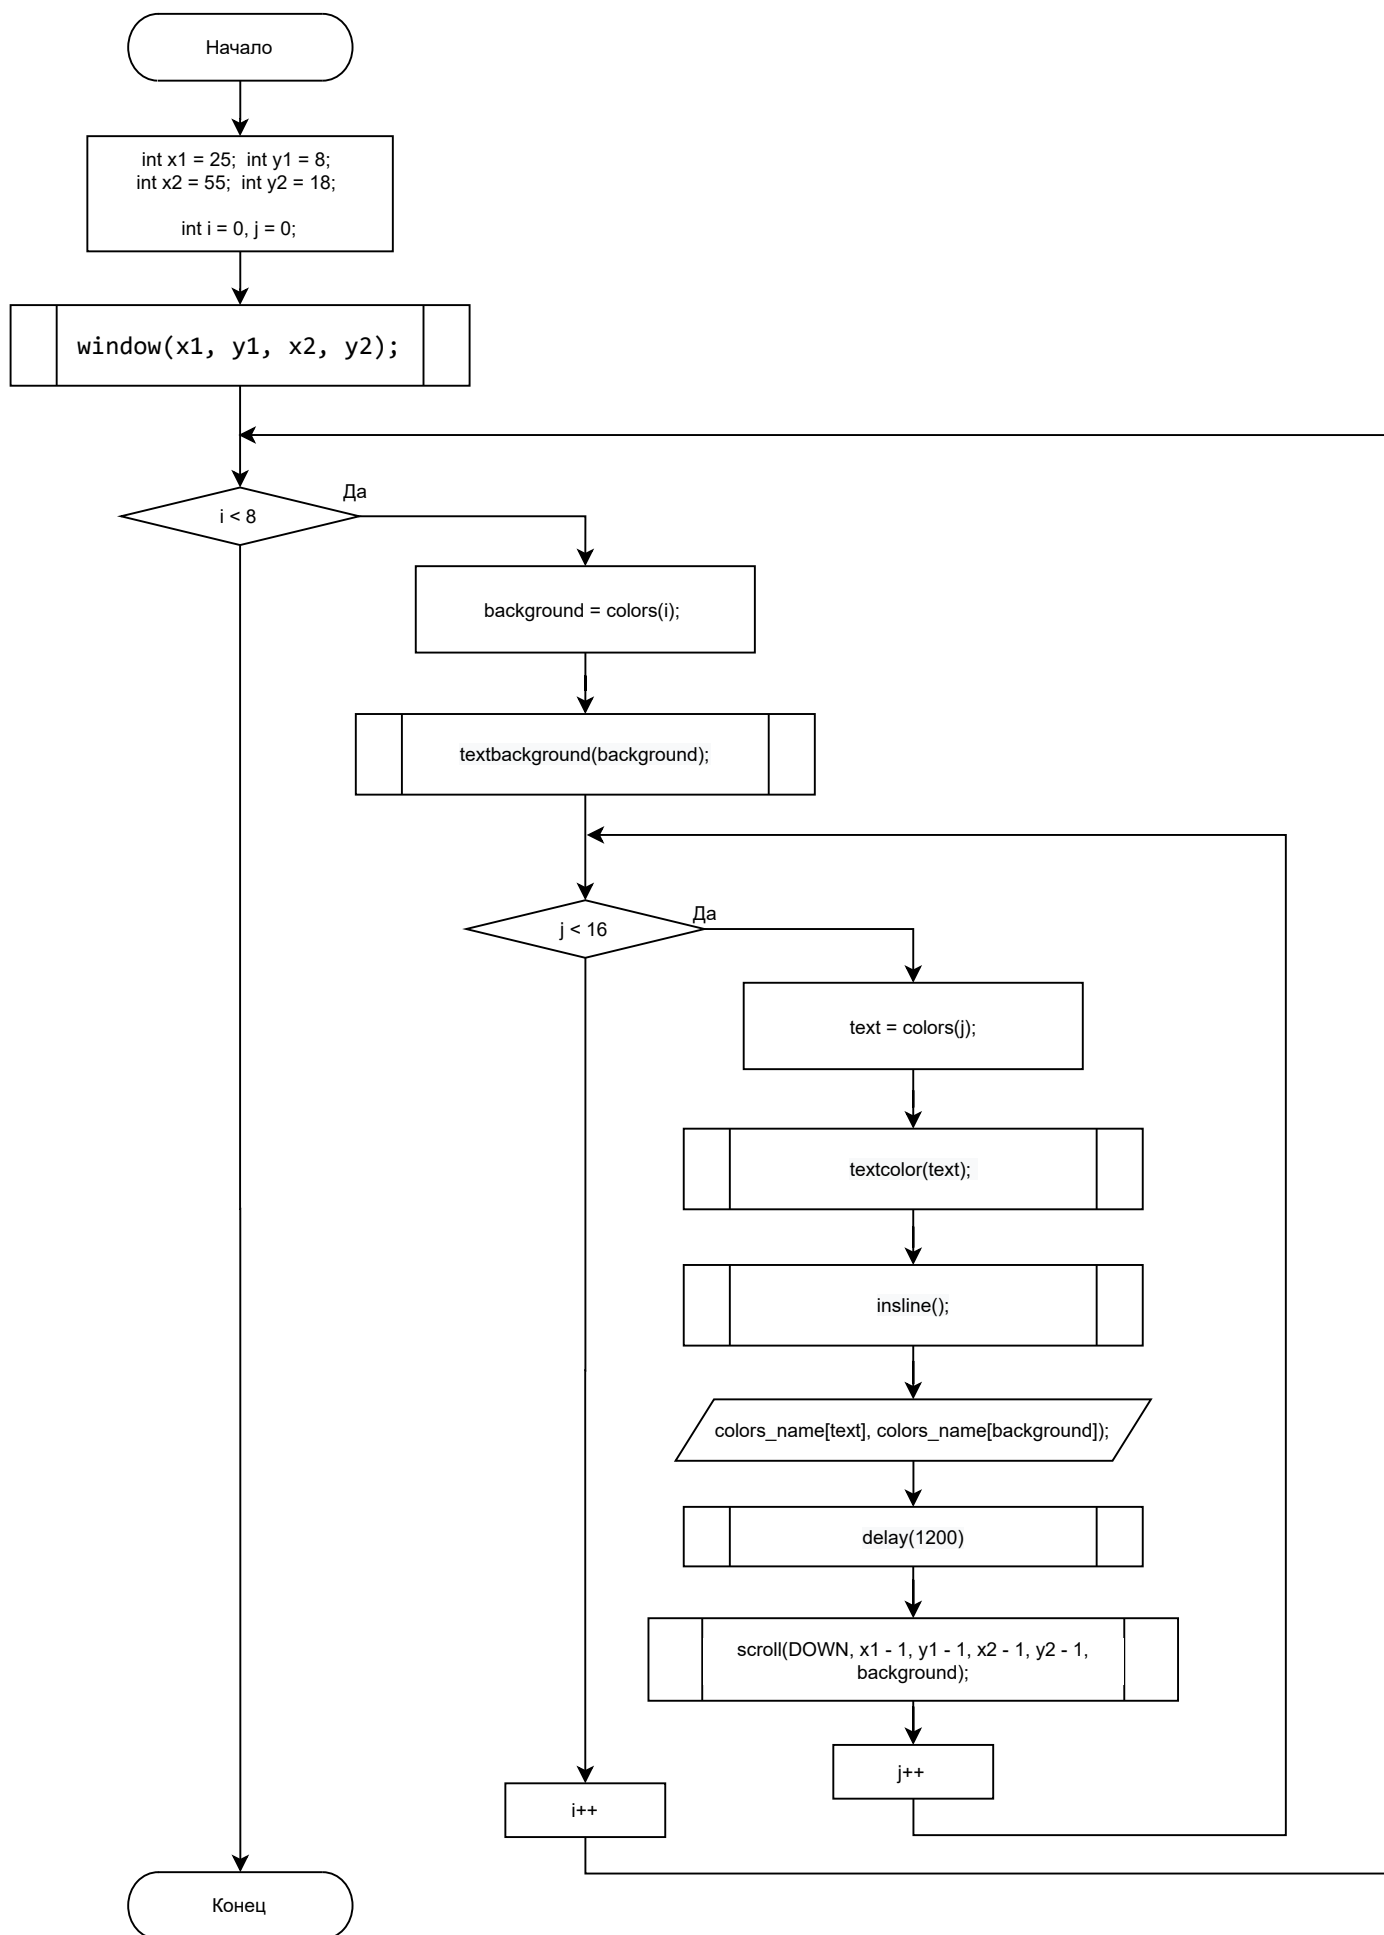 Начало
int x1 = 25;  int y1 = 8;
int x2 = 55;  int y2 = 18;
int i = 0, j = 0;
window(x1, y1, x2, y2);
Да
i < 8
background = colors(i);
textbackground(background);
Да
j < 16
text = colors(j);
textcolor(text);
insline();
colors_name[text], colors_name[background]);
delay(1200)
scroll(DOWN, x1 - 1, y1 - 1, x2 - 1, y2 - 1,
background);
j++
i++
Конец